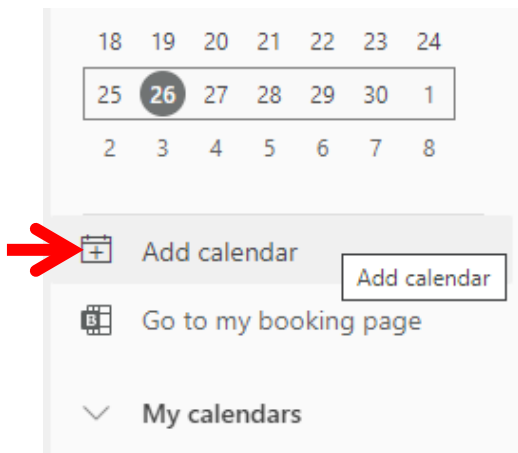 18 19 20 21 22 23 24
25 26 27 28 29 30 1
2 3 4 5 6 7 8
Add calendar
Add calendar
B
Go to my booking page
My calendars